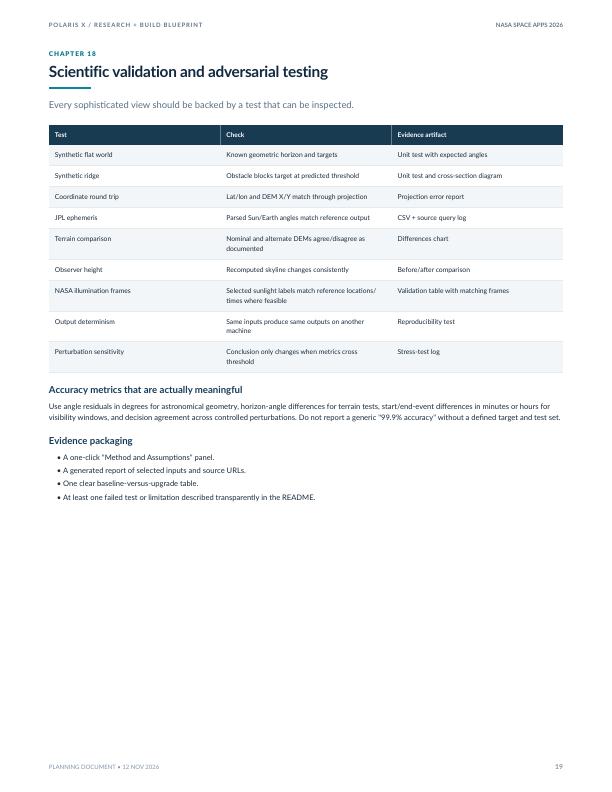 POLARIS X / RESEARCH + BUILD BLUEPRINT
NASA SPACE APPS 2026
CHAPTER 18
Scientific validation and adversarial testing
Every sophisticated view should be backed by a test that can be inspected.
Test Check Evidence artifact
Synthetic flat world Known geometric horizon and targets Unit test with expected angles
Synthetic ridge Obstacle blocks target at predicted threshold Unit test and cross-section diagram
Coordinate round trip Lat/lon and DEM X/Y match through projection Projection error report
JPL ephemeris Parsed Sun/Earth angles match reference output CSV + source query log
Terrain comparison Nominal and alternate DEMs agree/disagree as Differences chart
documented
Observer height Recomputed skyline changes consistently Before/after comparison
NASA illumination frames Selected sunlight labels match reference locations/ Validation table with matching frames
times where feasible
Output determinism Same inputs produce same outputs on another Reproducibility test
machine
Perturbation sensitivity Conclusion only changes when metrics cross Stress-test log
threshold
Accuracy metrics that are actually meaningful
Use angle residuals in degrees for astronomical geometry, horizon-angle differences for terrain tests, start/end-event differences in minutes or hours for
visibility windows, and decision agreement across controlled perturbations. Do not report a generic "99.9% accuracy" without a defined target and test set.
Evidence packaging
• A one-click "Method and Assumptions" panel.
• A generated report of selected inputs and source URLs.
• One clear baseline-versus-upgrade table.
• At least one failed test or limitation described transparently in the README.
PLANNING DOCUMENT • 12 NOV 2026
19